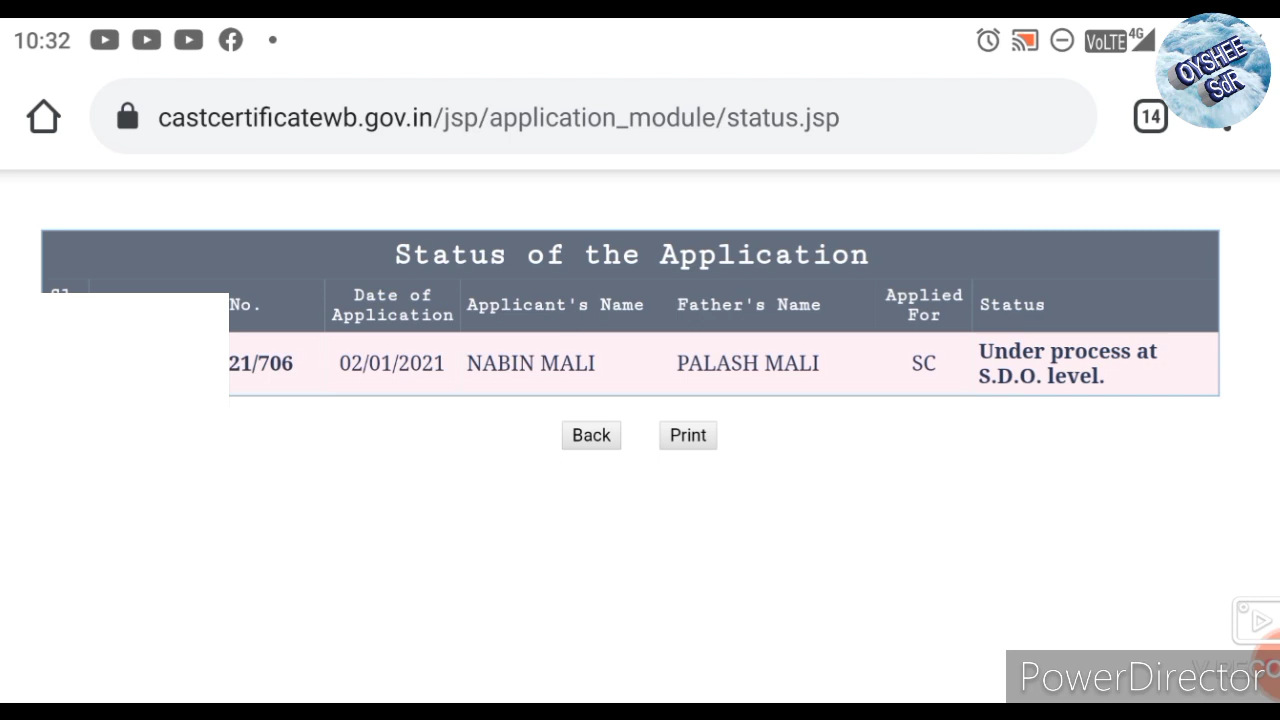 10:32
VoLTE 4G
OYSHEE
SdR
castcertificatewb.gov.in/jsp/application_module/status.jsp
14
Status of the Application
No.
Date of
Application
Applicant's Name
Father's Name
Applied
For
Status
21/706
02/01/2021
NABIN MALI
PALASH MALI
SC
Under process at
S.D.O. level.
Back
Print
PowerDirector